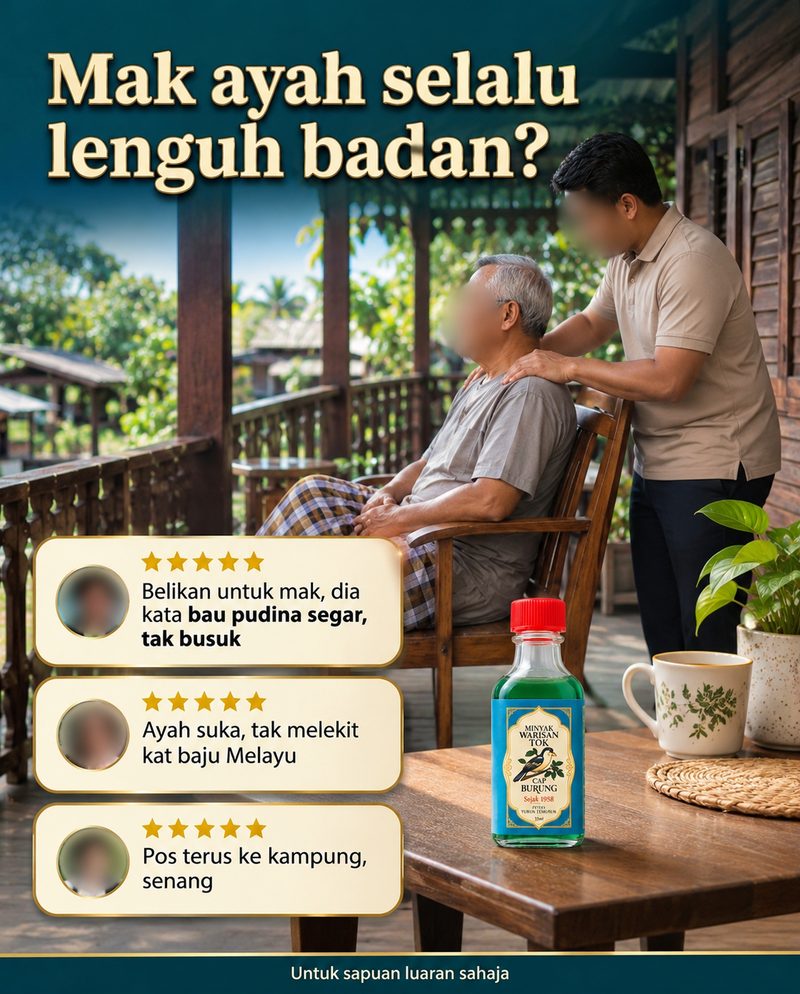 Mak ayah selalu
lenguh badan?
Belikan untuk mak, dia
kata bau pudina segar,
tak busuk
Ayah suka, tak melekit
kat baju Melayu
Pos terus ke kampung,
senang
MINYAK
WARISAN
TOK
CAP
BURUNG
Sejak 1958
TURUN TEMURUN
Untuk sapuan luaran sahaja